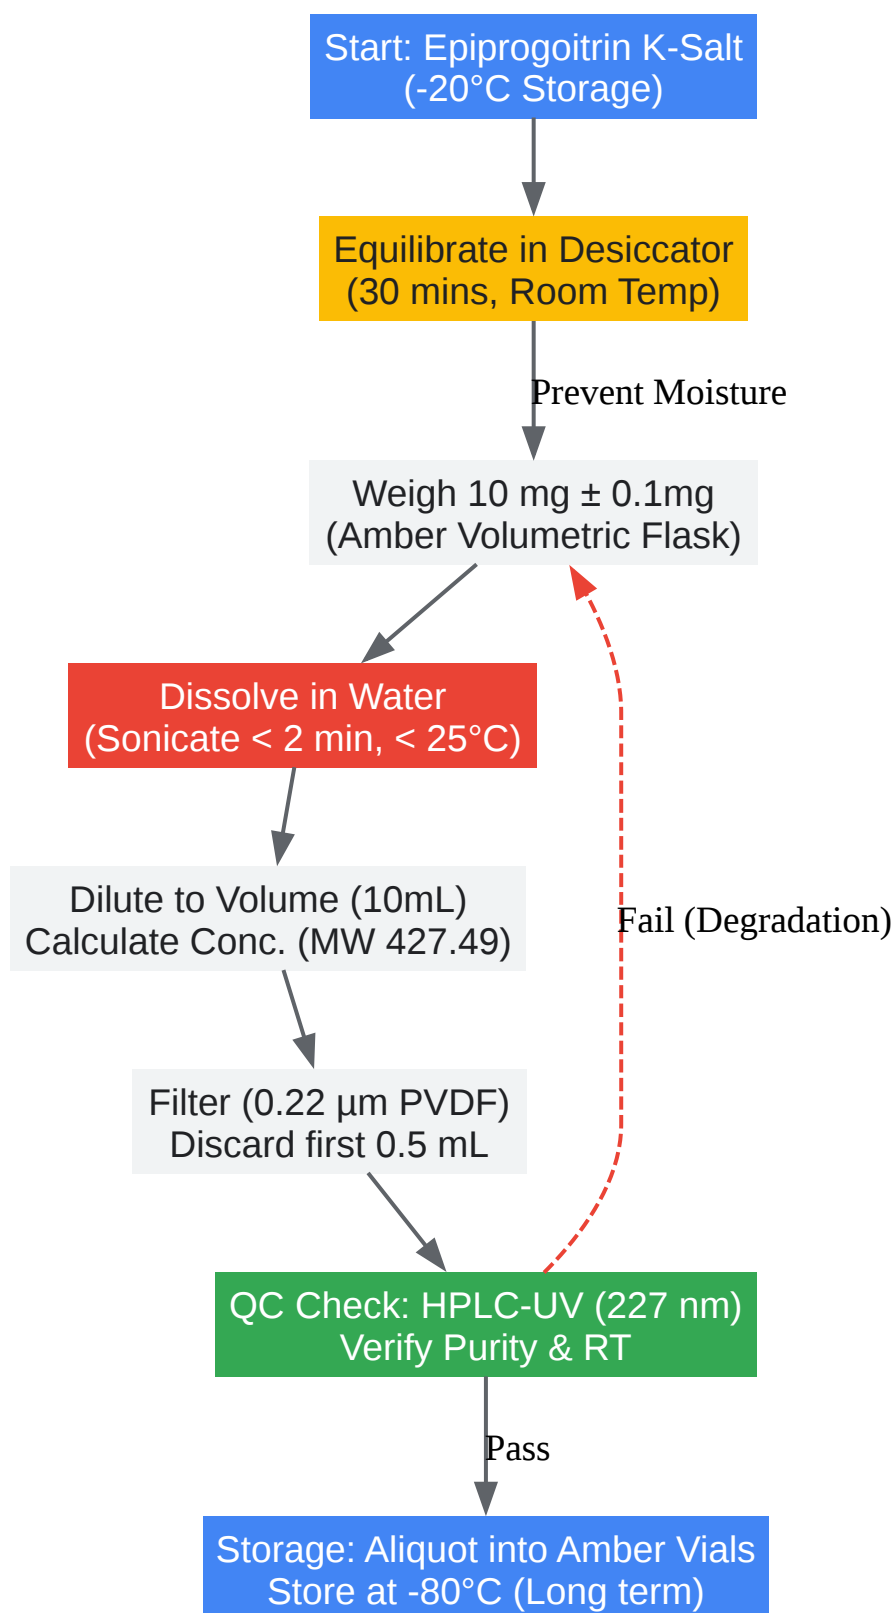 Start: Epiprogoitrin K-Salt
(-20°C Storage)
Equilibrate in Desiccator
(30 mins, Room Temp)
Prevent Moisture
Weigh 10 mg ± 0.1mg
(Amber Volumetric Flask)
Dissolve in Water
(Sonicate < 2 min, < 25°C)
Dilute to Volume (10mL)
Calculate Conc. (MW 427.49)
Fail (Degradation)
Filter (0.22 µm PVDF)
Discard first 0.5 mL
QC Check: HPLC-UV (227 nm)
Verify Purity & RT
Pass
Storage: Aliquot into Amber Vials
Store at -80°C (Long term)